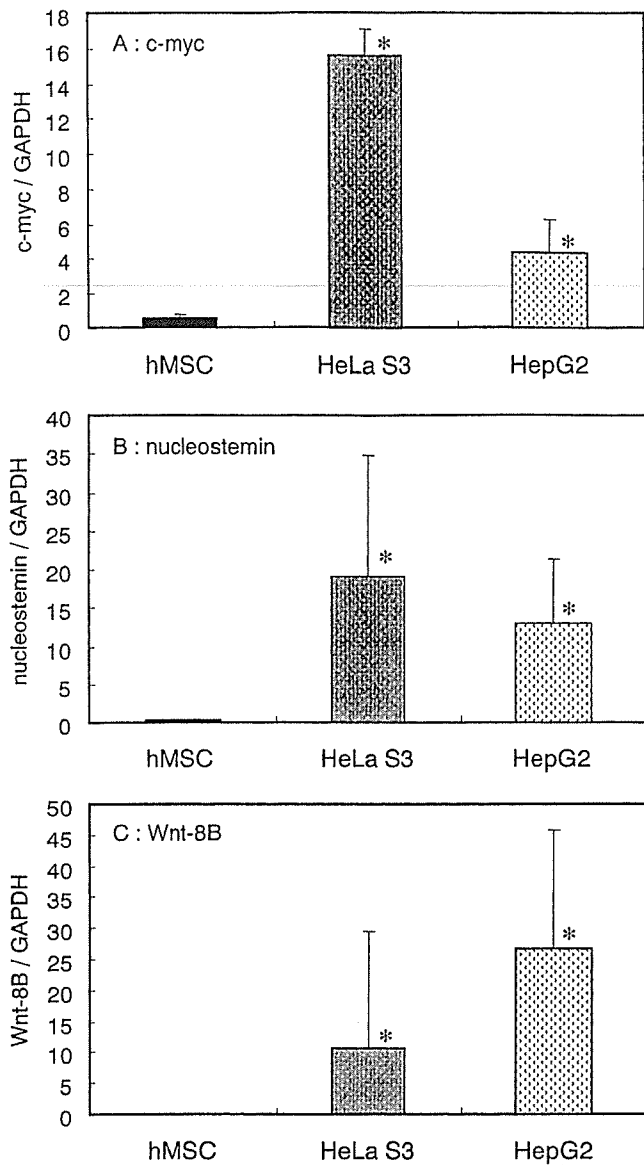 18
A : c-myc
16
14
12
10
8
6
4
2
0
c-myc / GAPDH
*
*
hMSC
HeLa S3
HepG2
40
B : nucleostemin
35
30
25
20
15
10
5
0
nucleostemin / GAPDH
*
*
hMSC
HeLa S3
HepG2
50
C : Wnt-8B
45
40
35
30
25
20
15
10
5
0
Wnt-8B / GAPDH
*
*
hMSC
HeLa S3
HepG2